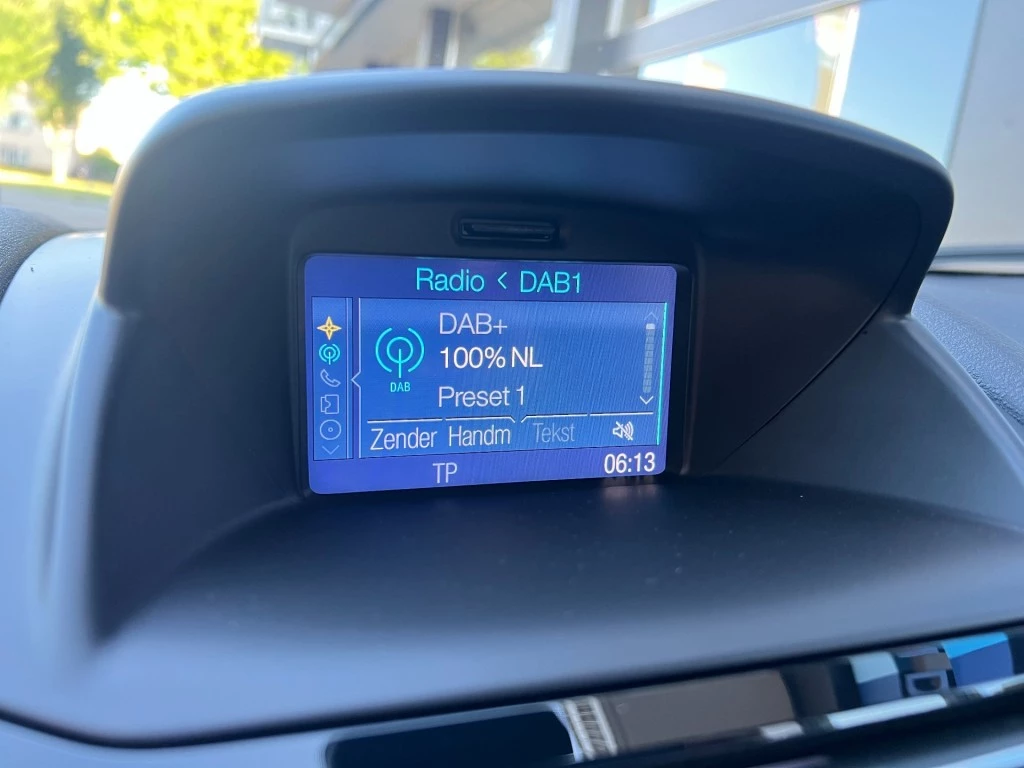 Radio < DAB1
DAB+
100% NL
DAB
Preset 1
Zender Handm Tekst
TP 06:13